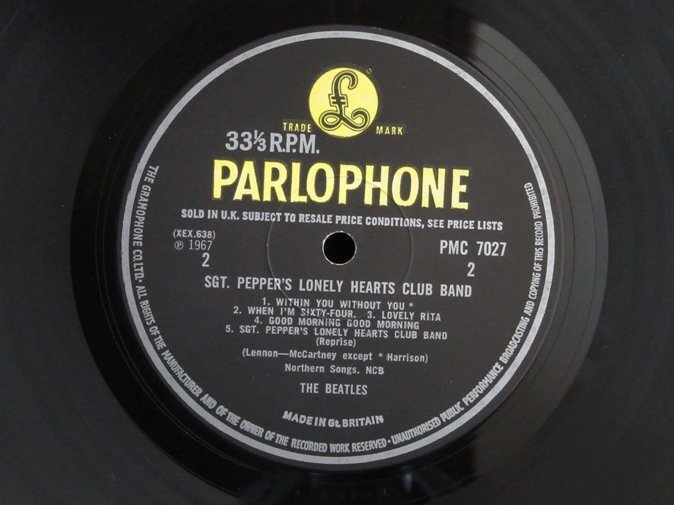 £
TRADE MARK
33⅓ R.P.M.
PARLOPHONE
SOLD IN U.K. SUBJECT TO RESALE PRICE CONDITIONS, SEE PRICE LISTS
(XEX.638)
℗ 1967
2
PMC 7027
2
SGT. PEPPER'S LONELY HEARTS CLUB BAND
1. WITHIN YOU WITHOUT YOU *
2. WHEN I'M SIXTY-FOUR. 3. LOVELY RITA
4. GOOD MORNING GOOD MORNING
5. SGT. PEPPER'S LONELY HEARTS CLUB BAND
(Reprise)
(Lennon—McCartney except * Harrison)
Northern Songs, NCB
THE BEATLES
MADE IN Gt. BRITAIN
THE GRAMOPHONE CO. LTD · ALL RIGHTS OF THE MANUFACTURER AND OF THE OWNER OF THE RECORDED WORK RESERVED · UNAUTHORISED PUBLIC PERFORMANCE BROADCASTING AND COPYING OF THIS RECORD PROHIBITED